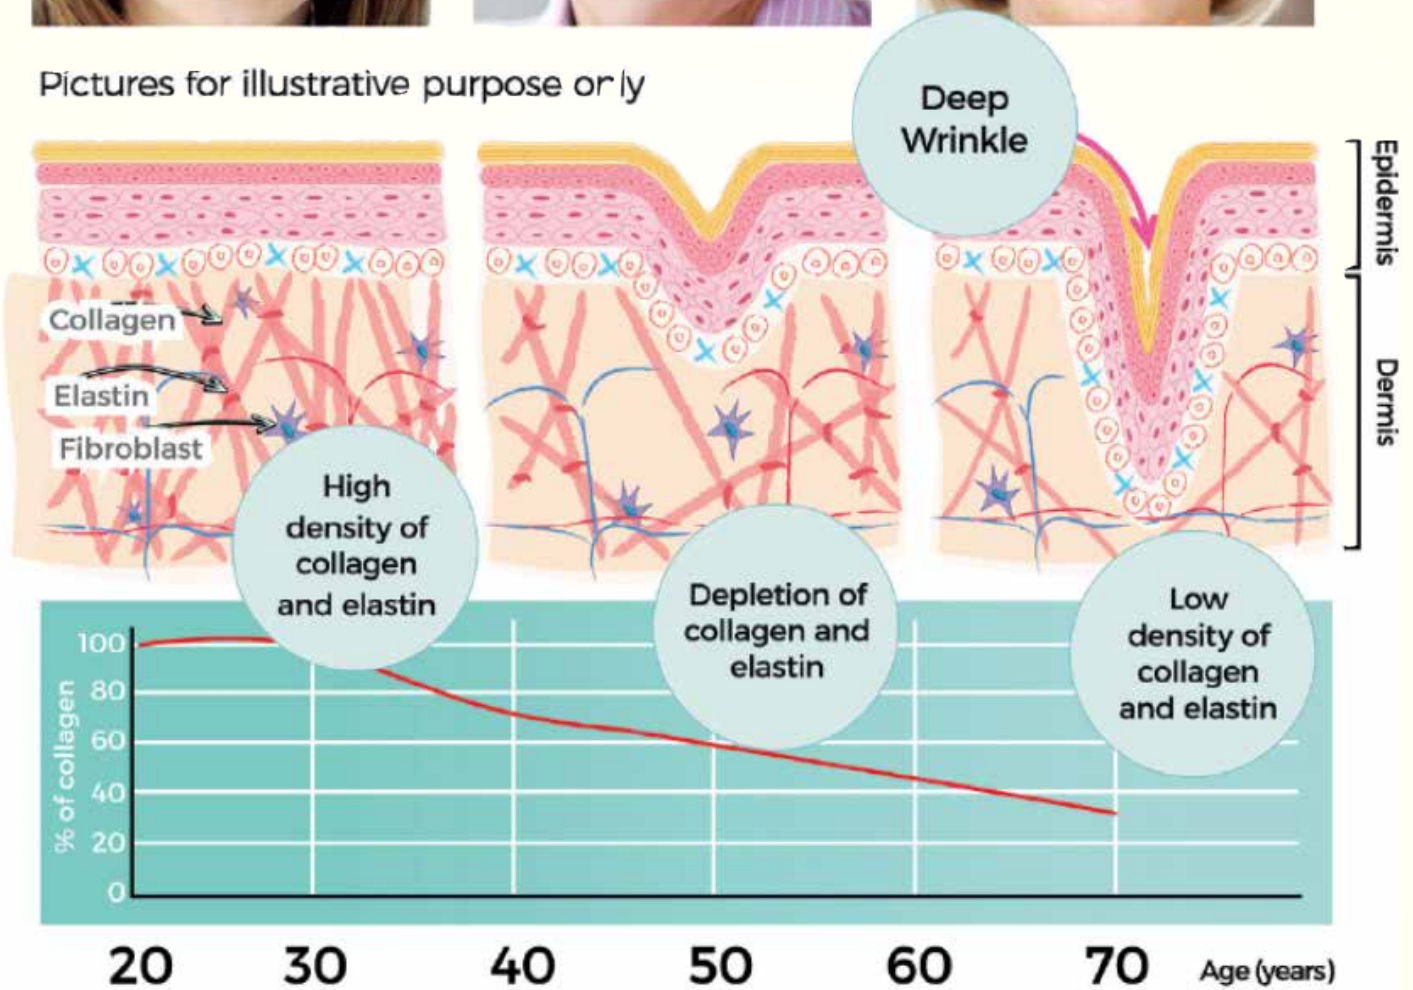 Pictures for illustrative purpose only
Deep
Wrinkle
Epidermis
Dermis
Collagen
Elastin
Fibroblast
High
density of
collagen
and elastin
Depletion of
collagen and
elastin
Low
density of
collagen
and elastin
% of collagen
100
80
60
40
20
0
20 30 40 50 60 70 Age (years)